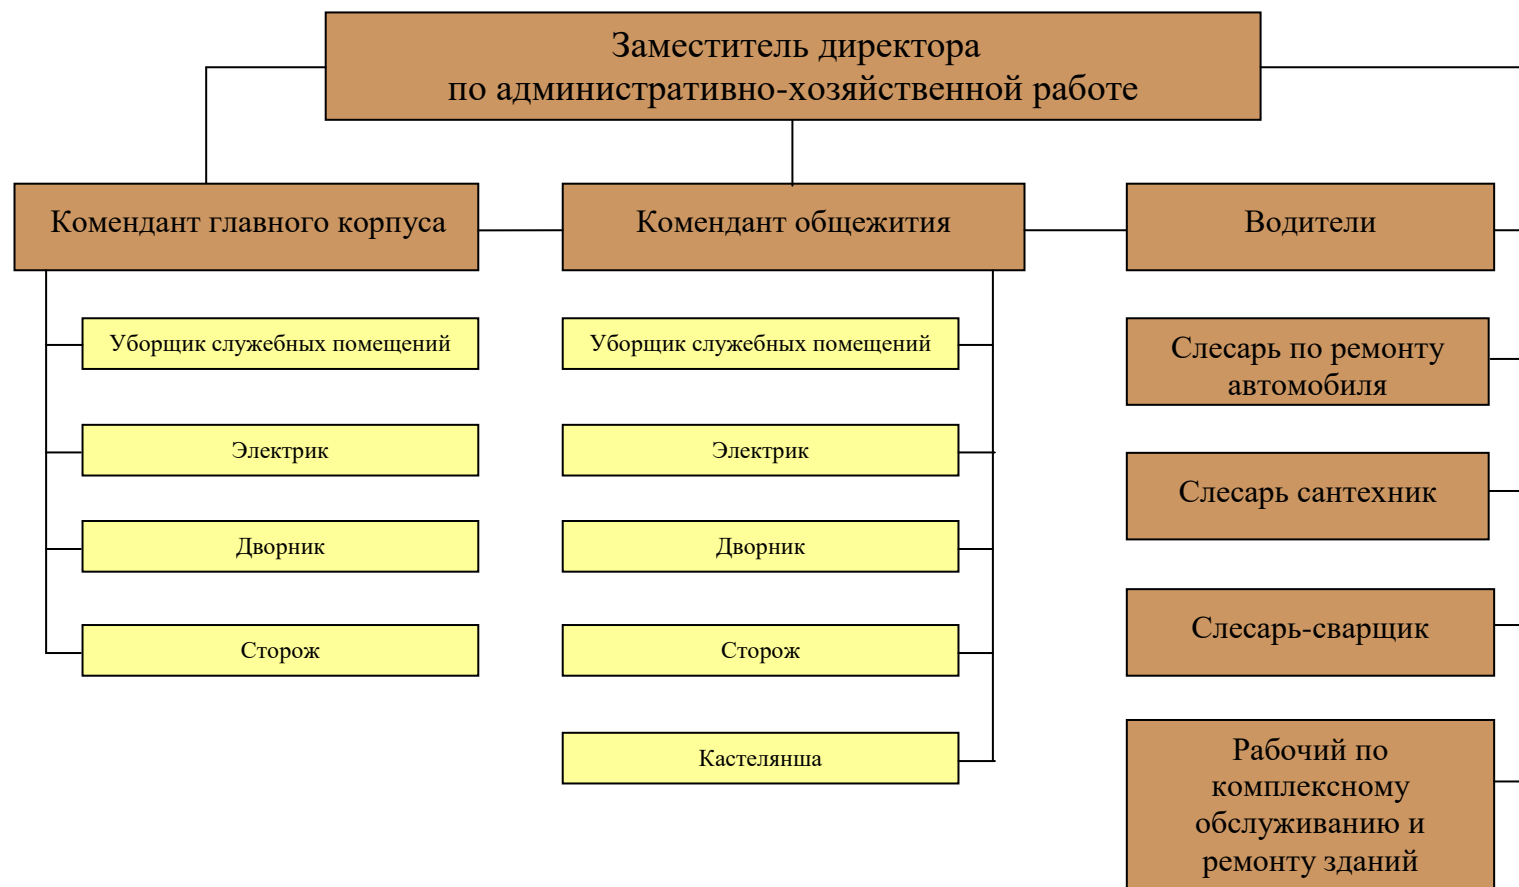 Заместитель директора
по административно-хозяйственной работе
Комендант главного корпуса
Комендант общежития
Водители
Уборщик служебных помещений
Уборщик служебных помещений
Слесарь по ремонту
автомобиля
Электрик
Электрик
Слесарь сантехник
Дворник
Дворник
Слесарь-сварщик
Сторож
Сторож
Кастелянша
Рабочий по
комплексному
обслуживанию и
ремонту зданий